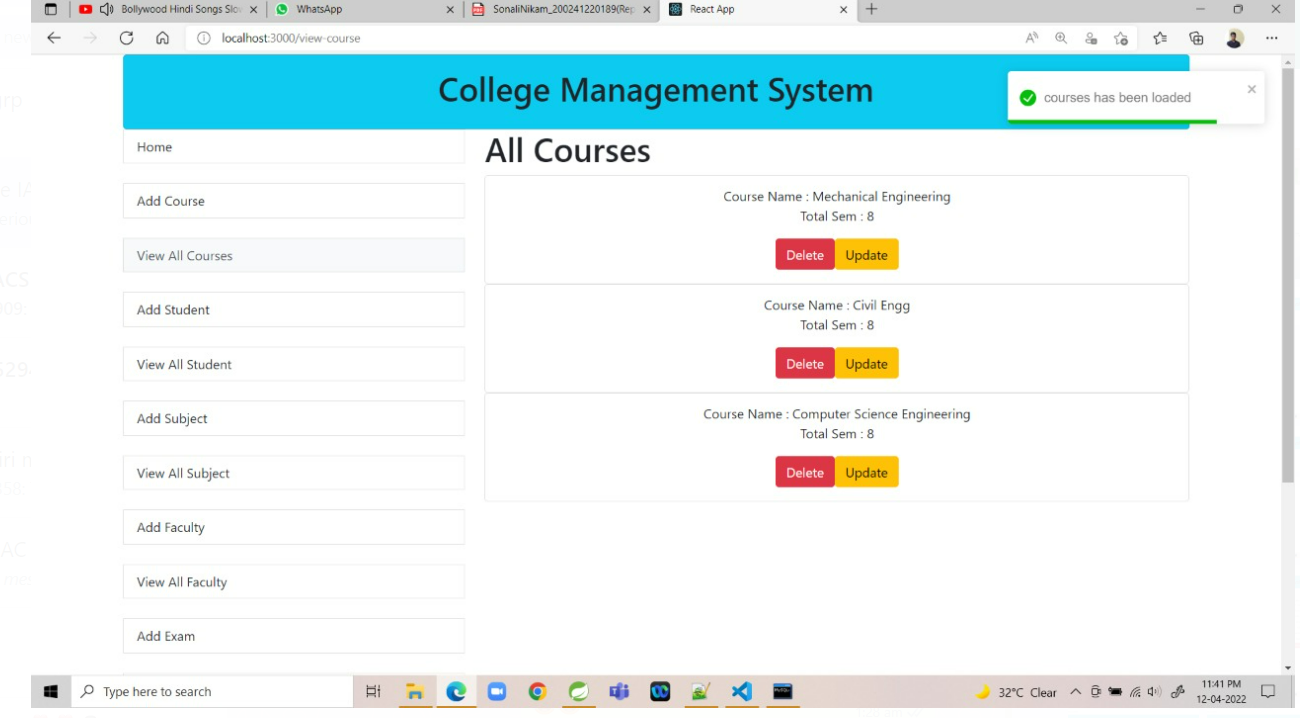 Bollywood Hindi Songs Slov
WhatsApp
SonaliNikam_200241220189(Rep
React App
localhost:3000/view-course
College Management System
courses has been loaded
Home
Add Course
View All Courses
Add Student
View All Student
Add Subject
View All Subject
Add Faculty
View All Faculty
Add Exam
All Courses
Course Name : Mechanical Engineering
Total Sem : 8
Delete Update
Course Name : Civil Engg
Total Sem : 8
Delete Update
Course Name : Computer Science Engineering
Total Sem : 8
Delete Update
Type here to search
32°C Clear
11:41 PM
12-04-2022